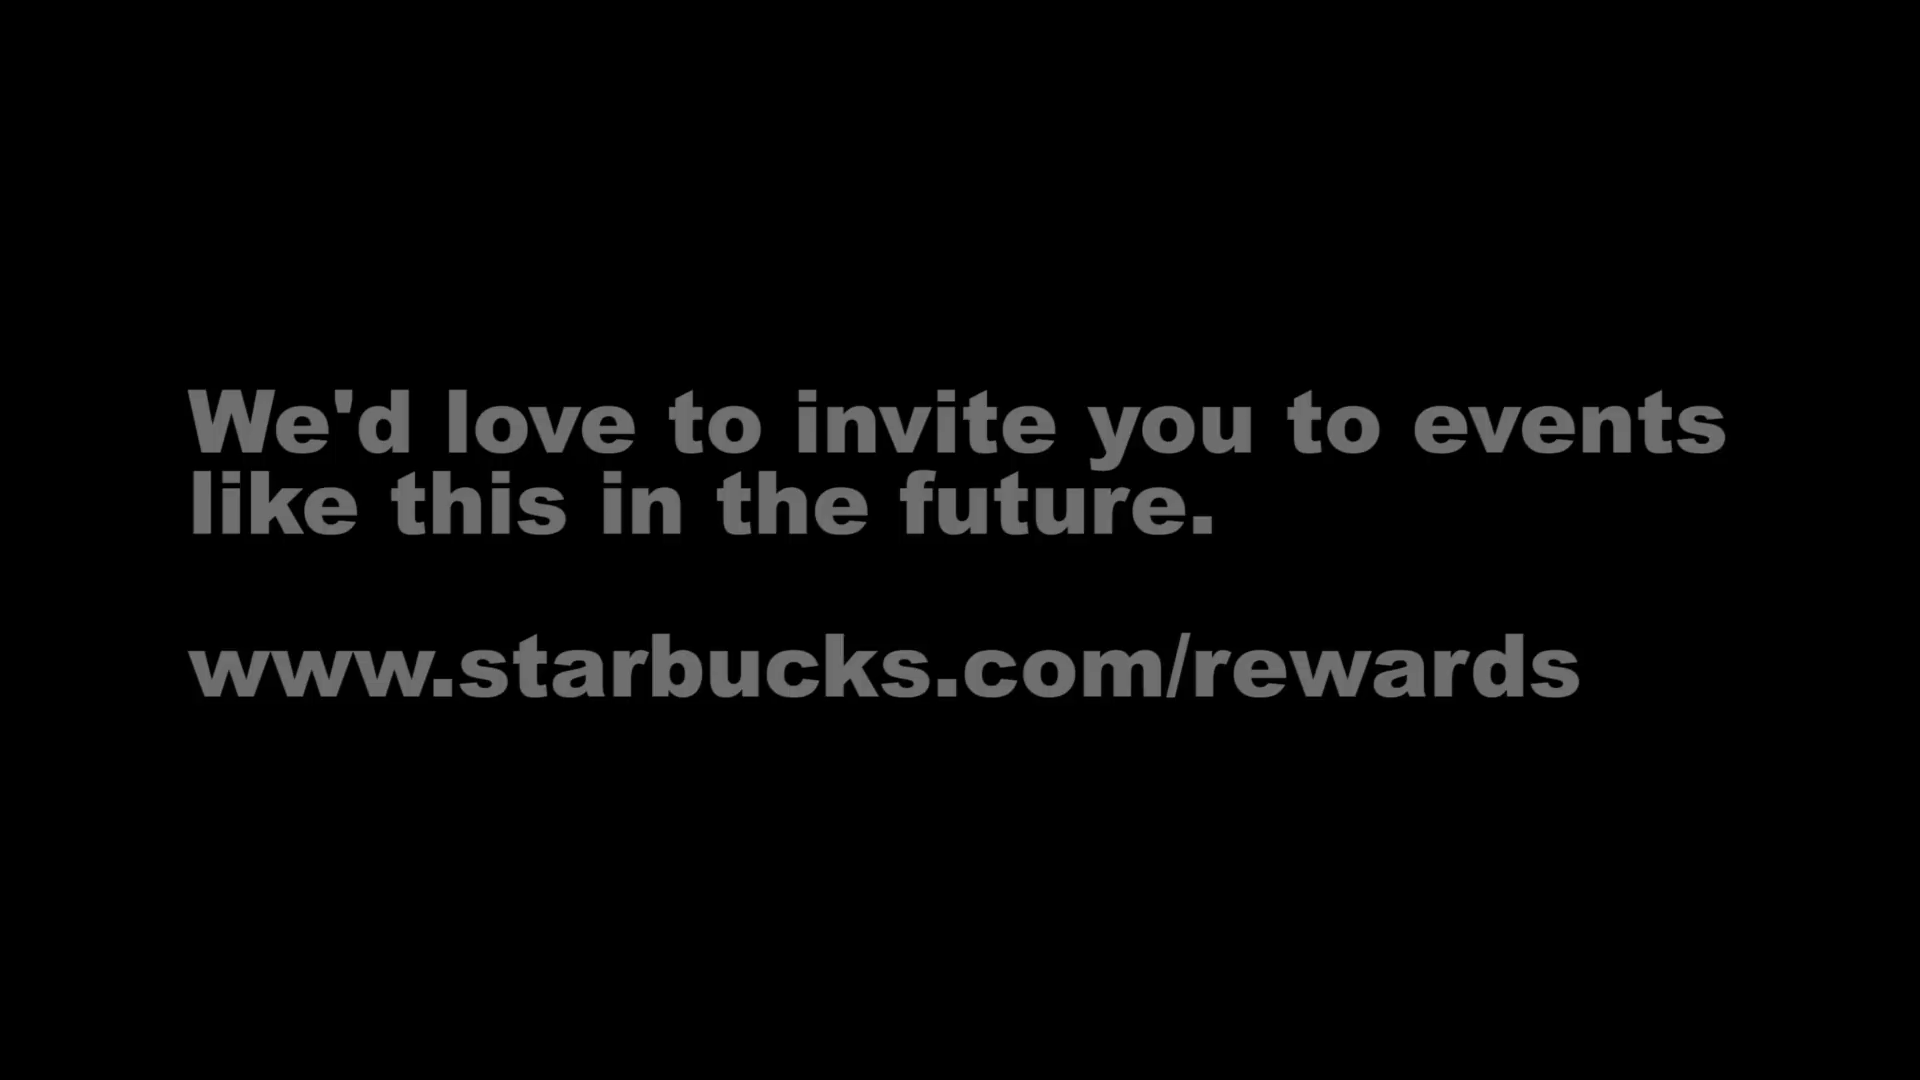 We'd love to invite you to events
like this in the future.
www.starbucks.com/rewards